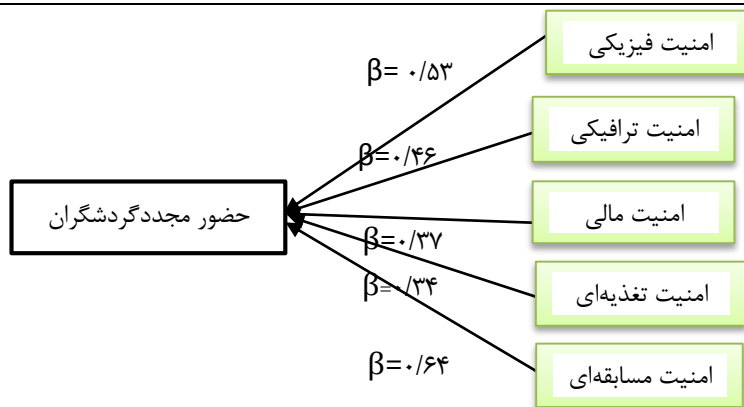 امنیت فیزیکی
β= ۰/۵۳
امنیت ترافیکی
β=۰/۴۶
حضور مجددگردشگران
امنیت مالی
β=۰/۳۷
امنیت تغذیه‌ای
β=۰/۳۴
امنیت مسابقه‌ای
β=۰/۶۴